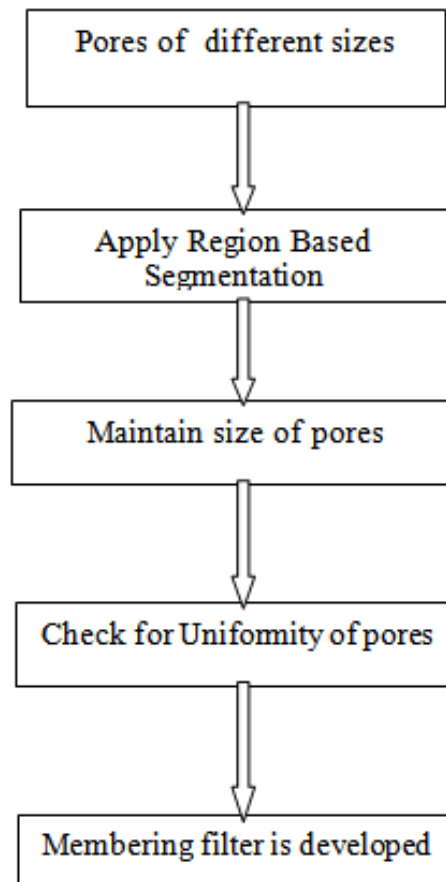 Pores of different sizes
Apply Region Based
Segmentation
Maintain size of pores
Check for Uniformity of pores
Membering filter is developed